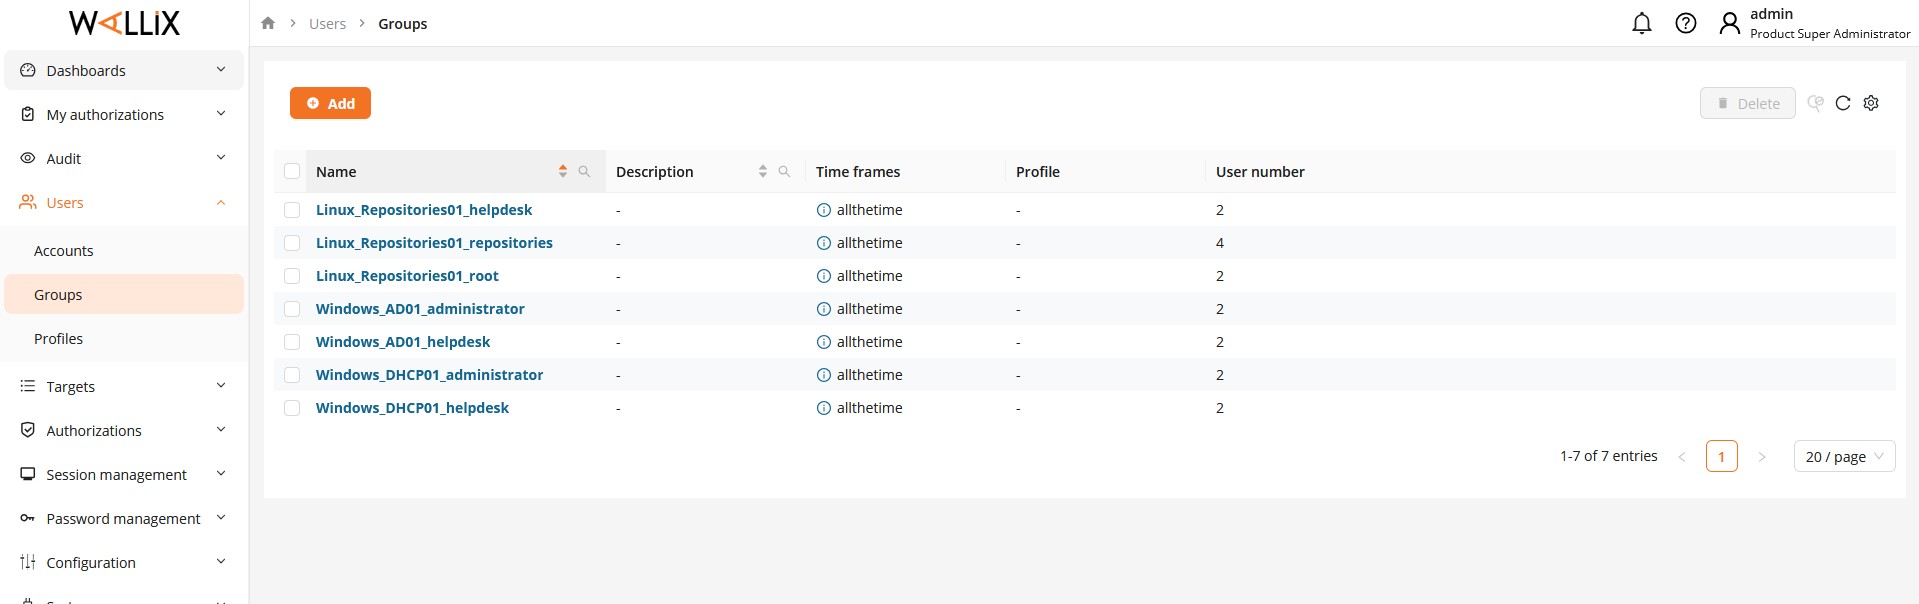 WALLIX
Users
Groups
admin
Product Super Administrator
Dashboards
My authorizations
Audit
Users
Accounts
Groups
Profiles
Targets
Authorizations
Session management
Password management
Configuration
Add
Delete
Name Description Time frames Profile User number
Linux_Repositories01_helpdesk - allthetime - 2
Linux_Repositories01_repositories - allthetime - 4
Linux_Repositories01_root - allthetime - 2
Windows_AD01_administrator - allthetime - 2
Windows_AD01_helpdesk - allthetime - 2
Windows_DHCP01_administrator - allthetime - 2
Windows_DHCP01_helpdesk - allthetime - 2
1-7 of 7 entries 1 20 / page